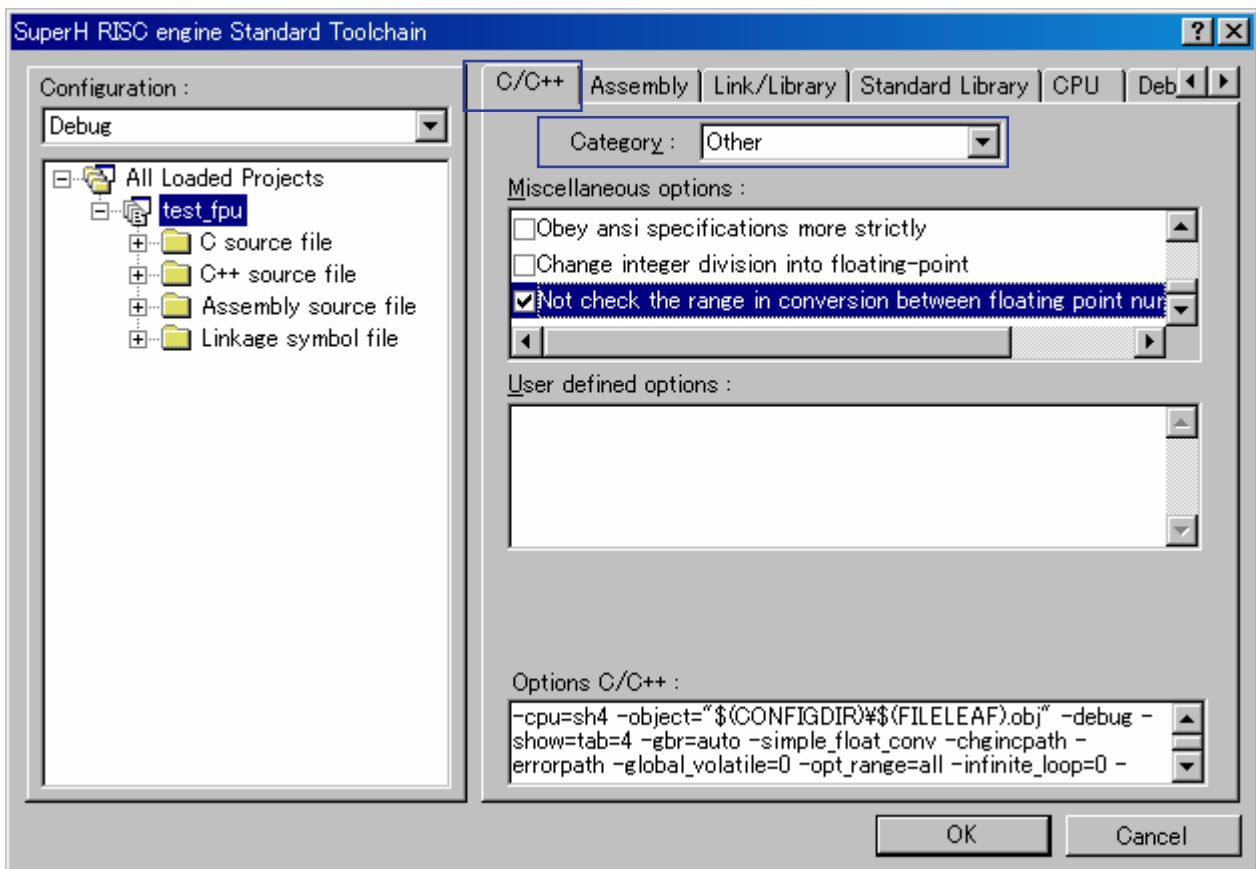 SuperH RISC engine Standard Toolchain
Configuration :
Debug
All Loaded Projects
test_fpu
C source file
C++ source file
Assembly source file
Linkage symbol file
C/C++ Assembly Link/Library Standard Library CPU Deb
Category : Other
Miscellaneous options :
Obey ansi specifications more strictly
Change integer division into floating-point
Not check the range in conversion between floating point nur
User defined options :
Options C/C++ :
-cpu=sh4 -object="$(CONFIGDIR)¥$(FILELEAF).obj" -debug -
show=tab=4 -gbr=auto -simple_float_conv -chgincpath -
errorpath -global_volatile=0 -opt_range=all -infinite_loop=0 -
OK Cancel